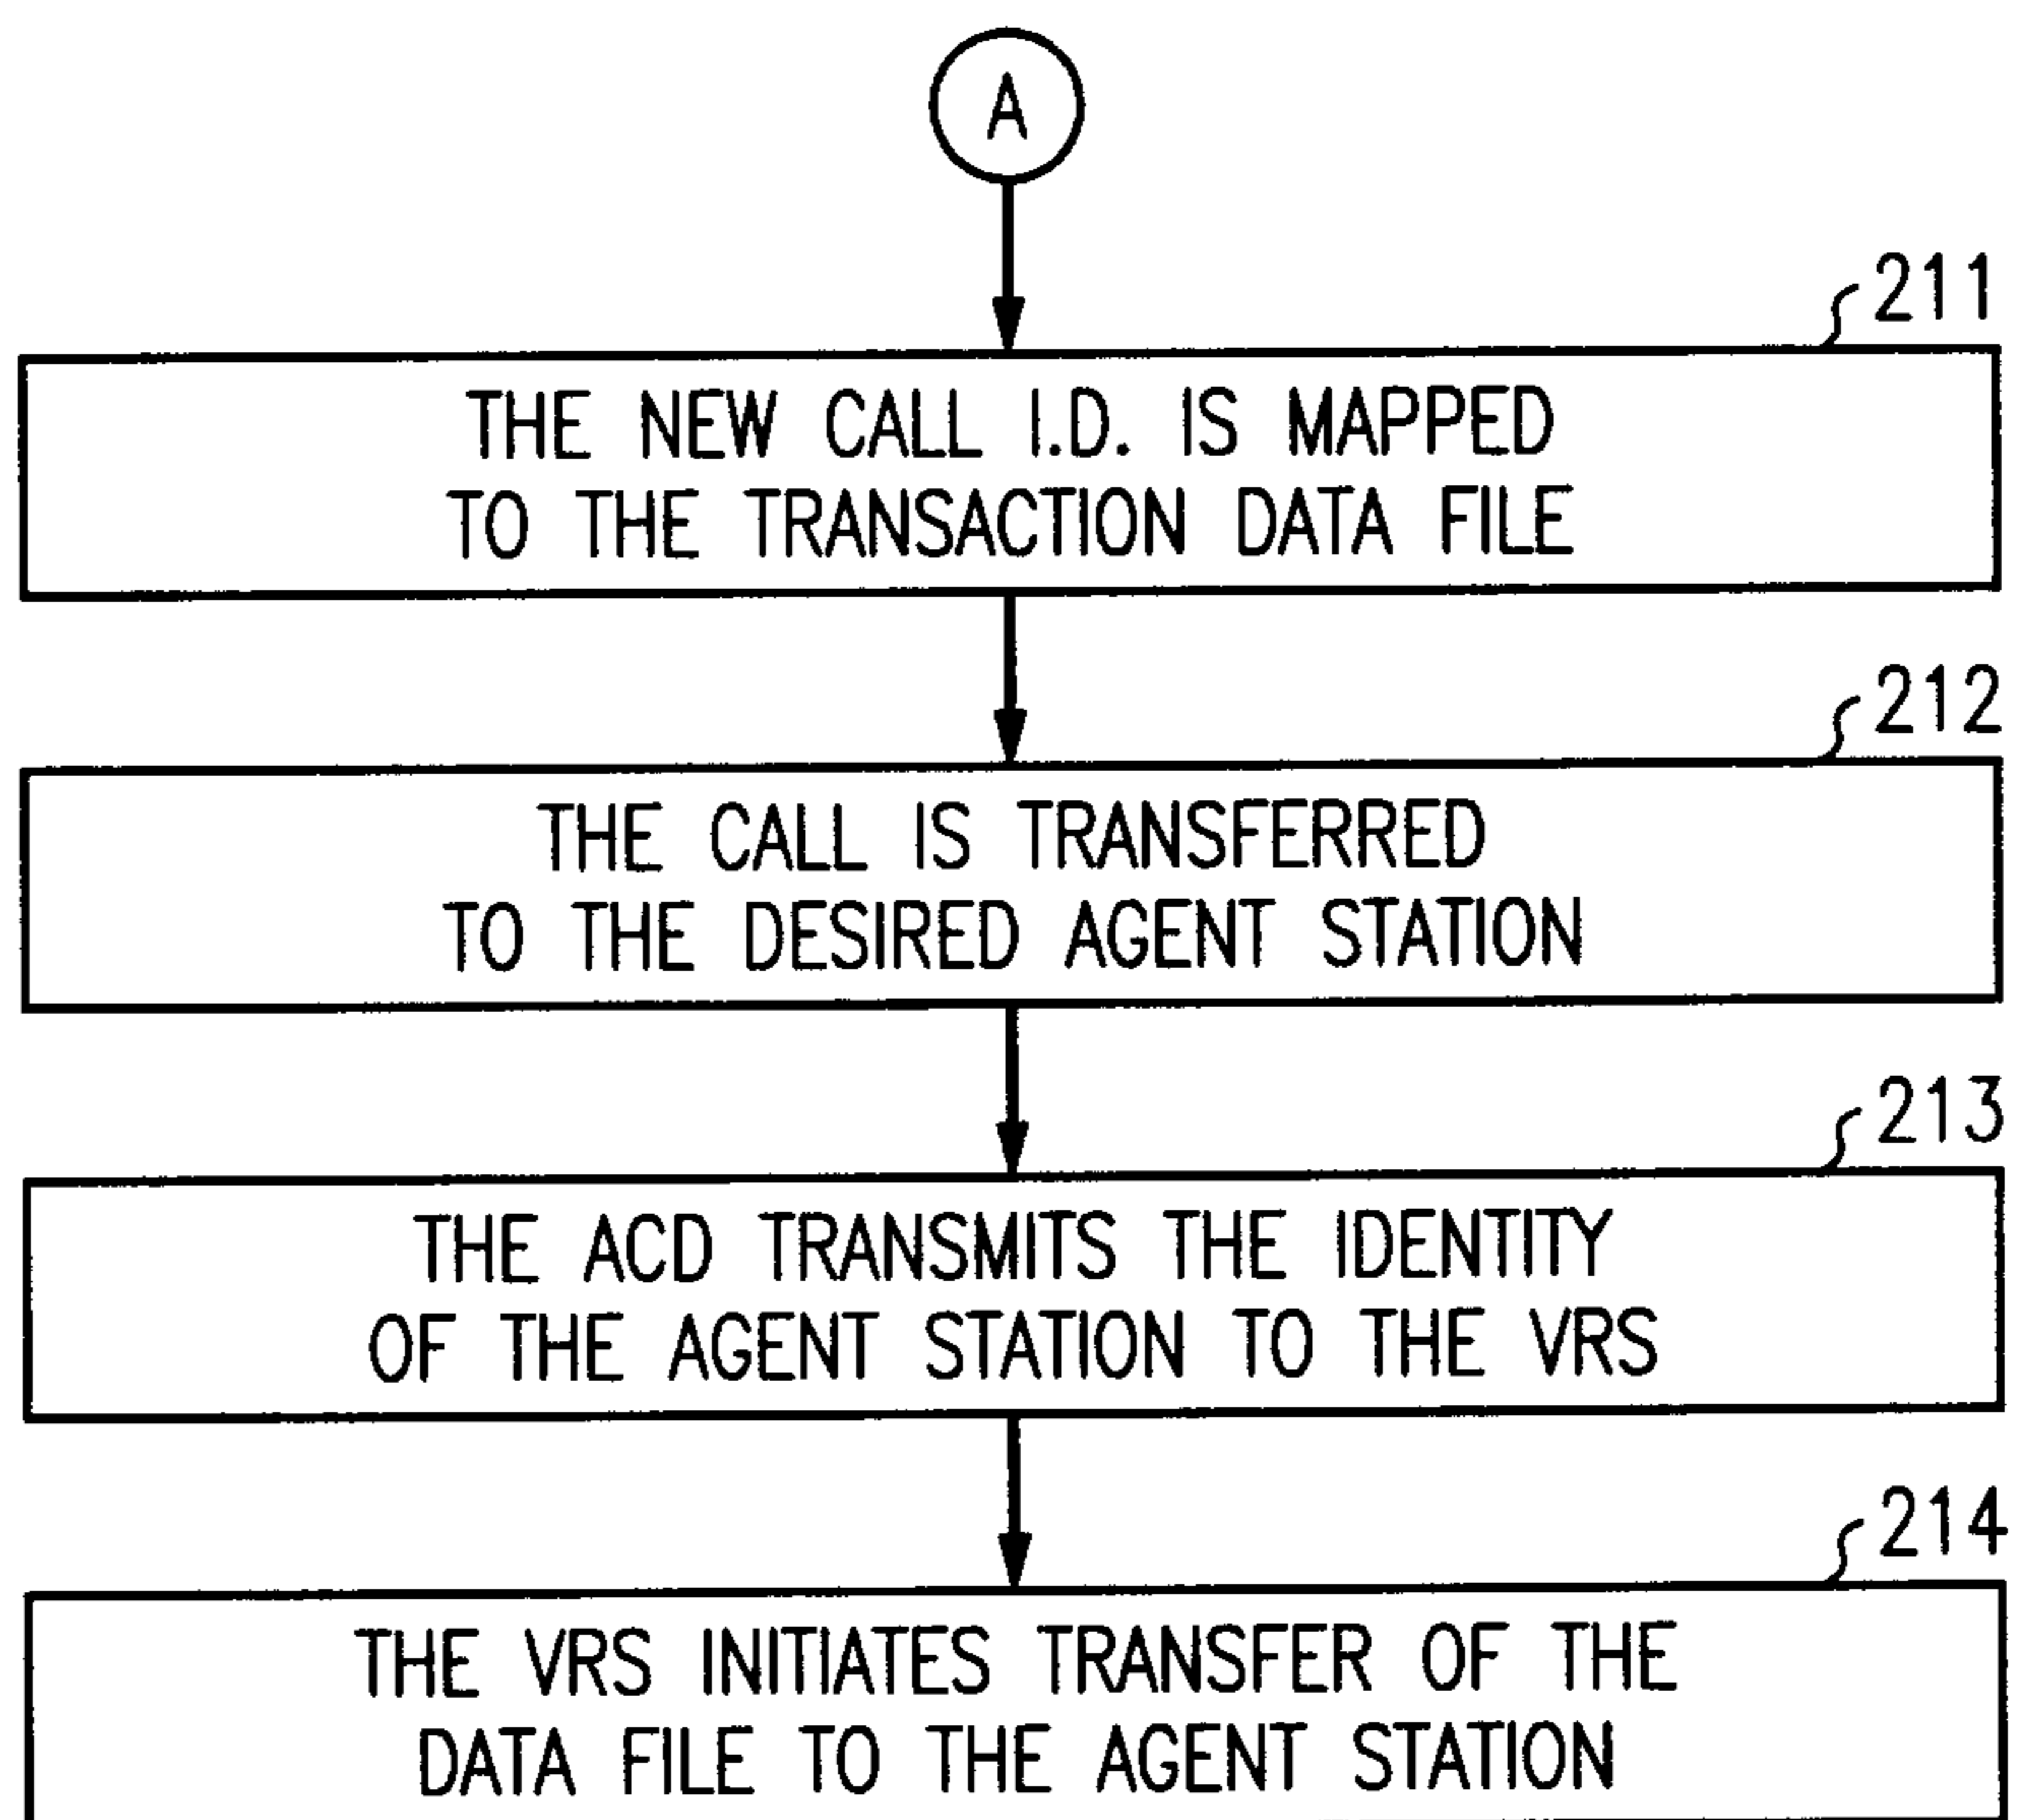 A
211
THE NEW CALL I.D. IS MAPPED
TO THE TRANSACTION DATA FILE
212
THE CALL IS TRANSFERRED
TO THE DESIRED AGENT STATION
213
THE ACD TRANSMITS THE IDENTITY
OF THE AGENT STATION TO THE VRS
214
THE VRS INITIATES TRANSFER OF THE
DATA FILE TO THE AGENT STATION